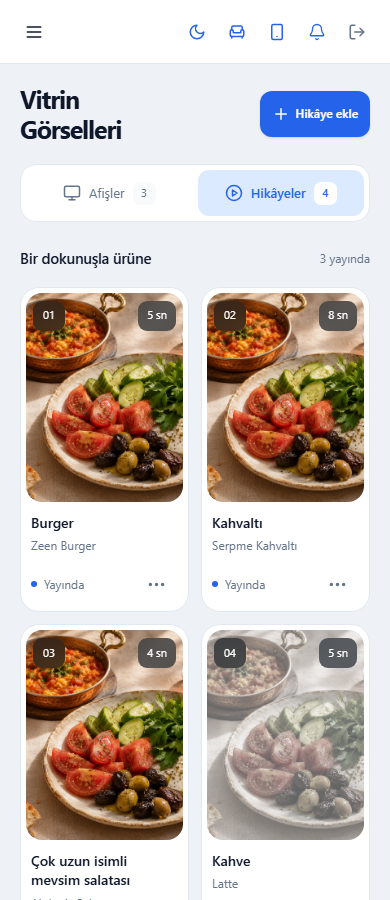 Vitrin
Görselleri
Hikâye ekle
Afişler 3
Hikâyeler 4
Bir dokunuşla ürüne
3 yayında
01
5 sn
02
8 sn
Burger
Zeen Burger
Yayında
Kahvaltı
Serpme Kahvaltı
Yayında
03
4 sn
04
5 sn
Çok uzun isimli
mevsim salatası
Kahve
Latte